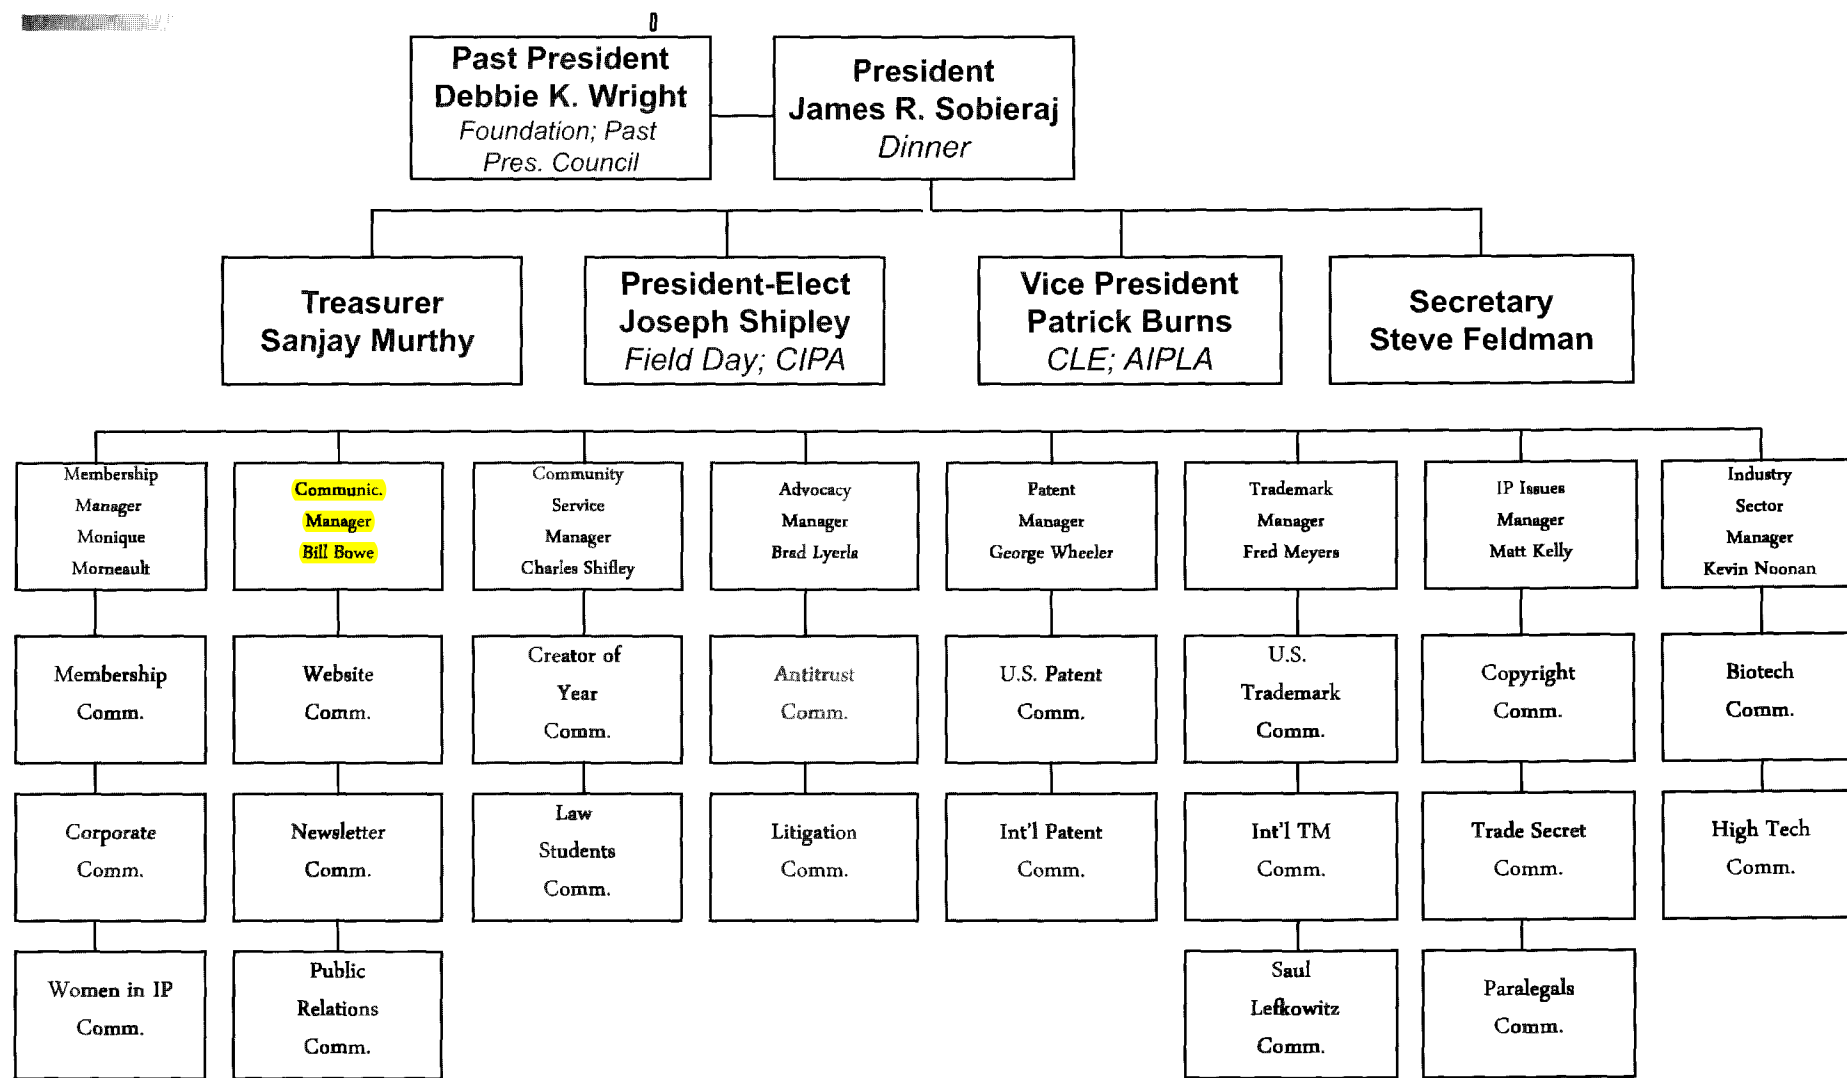 Past President
Debbie K. Wright
Foundation; Past
Pres. Council
President
James R. Sobieraj
Dinner
Treasurer
Sanjay Murthy
President-Elect
Joseph Shipley
Field Day; CIPA
Vice President
Patrick Burns
CLE; AIPLA
Secretary
Steve Feldman
Membership
Manager
Monique
Morneault
Communic.
Manager
Bill Bowe
Community
Service
Manager
Charles Shifley
Advocacy
Manager
Brad Lyerla
Patent
Manager
George Wheeler
Trademark
Manager
Fred Meyers
IP Issues
Manager
Matt Kelly
Industry
Sector
Manager
Kevin Noonan
Membership
Comm.
Website
Comm.
Creator of
Year
Comm.
Antitrust
Comm.
U.S. Patent
Comm.
U.S.
Trademark
Comm.
Copyright
Comm.
Biotech
Comm.
Corporate
Comm.
Newsletter
Comm.
Law
Students
Comm.
Litigation
Comm.
Int'l Patent
Comm.
Int'l TM
Comm.
Trade Secret
Comm.
High Tech
Comm.
Women in IP
Comm.
Public
Relations
Comm.
Saul
Lefkowitz
Comm.
Paralegals
Comm.